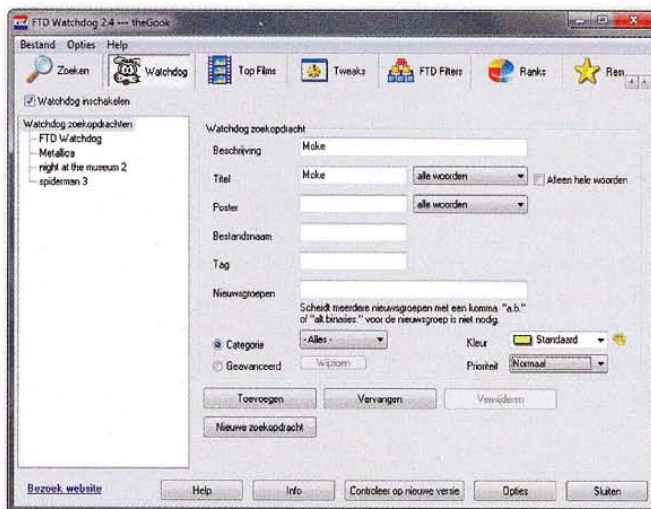 FTD Watchdog 2.4 --- theGook
Bestand Opties Help
Zoeken Watchdog Top Films Tweaks FTD Filters Ranks
Watchdog inschakelen
Watchdog zoekopdrachten
FTD Watchdog
Metallica
night at the museum 2
spiderman 3
Watchdog zoekopdracht
Beschrijving Moke
Titel Moke alle woorden Alleen hele woorden
Poster alle woorden
Bestandsnaam
Tag
Nieuwsgroepen
Scheidt meerdere nieuwsgroepen met een komma "a.b."
of "alt.binaries." voor de nieuwsgroep is niet nodig.
Categorie - Alles - Kleur Standaard
Geavanceerd Wijzigen Prioriteit Normaal
Toevoegen Vervangen Verwijderen
Nieuwe zoekopdracht
Bezoek website Help Info Controleer op nieuwe versie Opties Sluiten